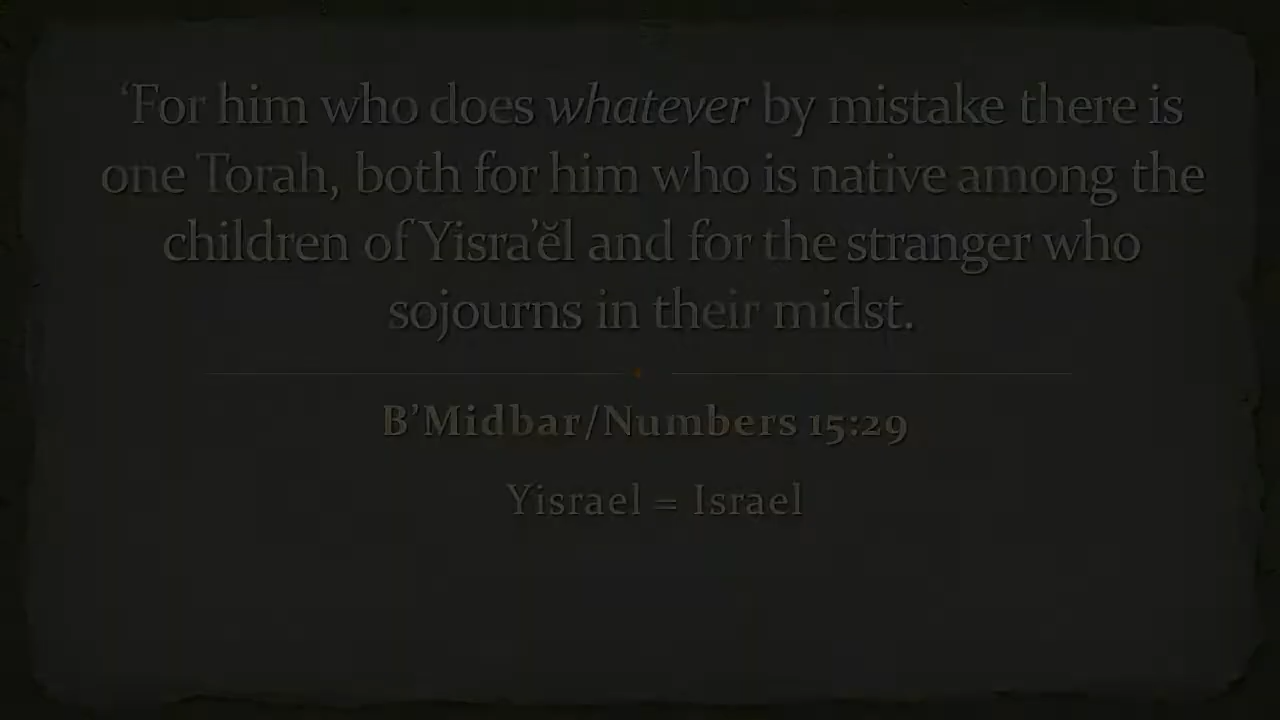 ‘For him who does whatever by mistake there is
one Torah, both for him who is native among the
children of Yisra’ĕl and for the stranger who
sojourns in their midst.
B’Midbar/Numbers 15:29
Yisrael = Israel